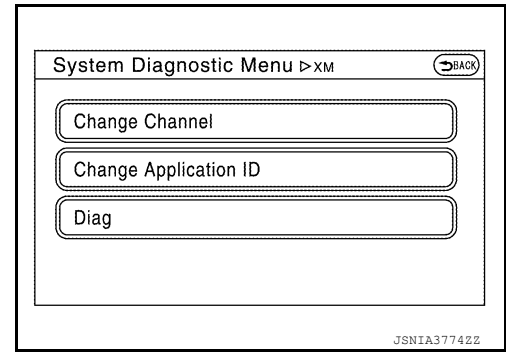 System Diagnostic Menu ▷XM
BACK
Change Channel
Change Application ID
Diag
JSNIA3774ZZ